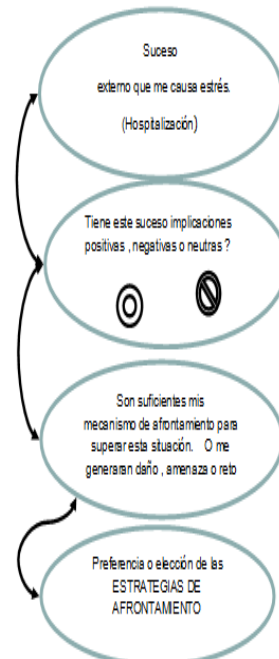 Suceso
externo que me causa estrés.
(Hospitalización)
Tiene este suceso implicaciones
positivas , negativas o neutras ?
Son suficientes mis
mecanismo de afrontamiento para
superar esta situación. O me
generaran daño , amenaza o reto
Preferencia o elección de las
ESTRATEGIAS DE
AFRONTAMIENTO